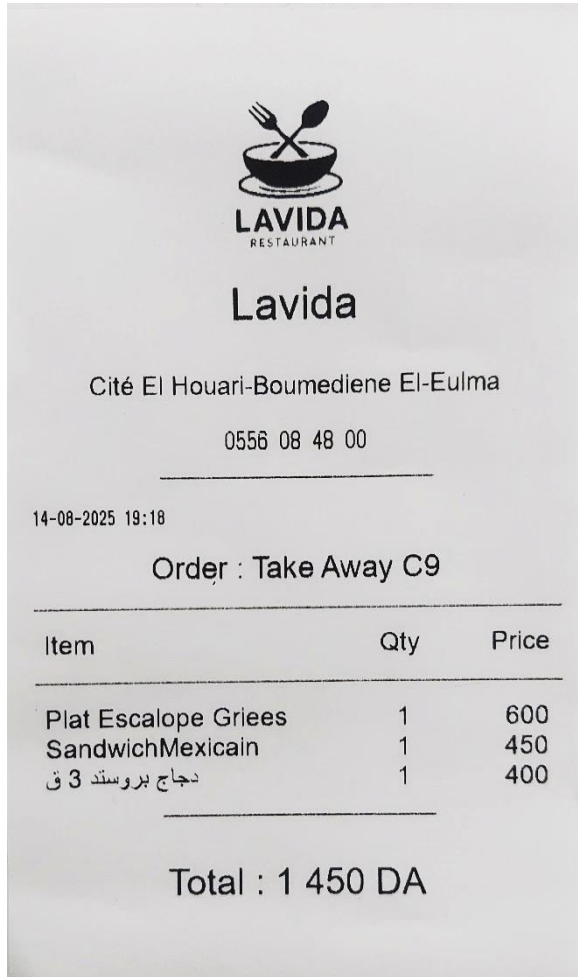 LAVIDA
RESTAURANT
Lavida
Cité El Houari-Boumediene El-Eulma
0556 08 48 00
14-08-2025 19:18
Order : Take Away C9
Item Qty Price
Plat Escalope Griees 1 600
SandwichMexicain 1 450
دجاج بروستد 3 ق 1 400
Total : 1 450 DA